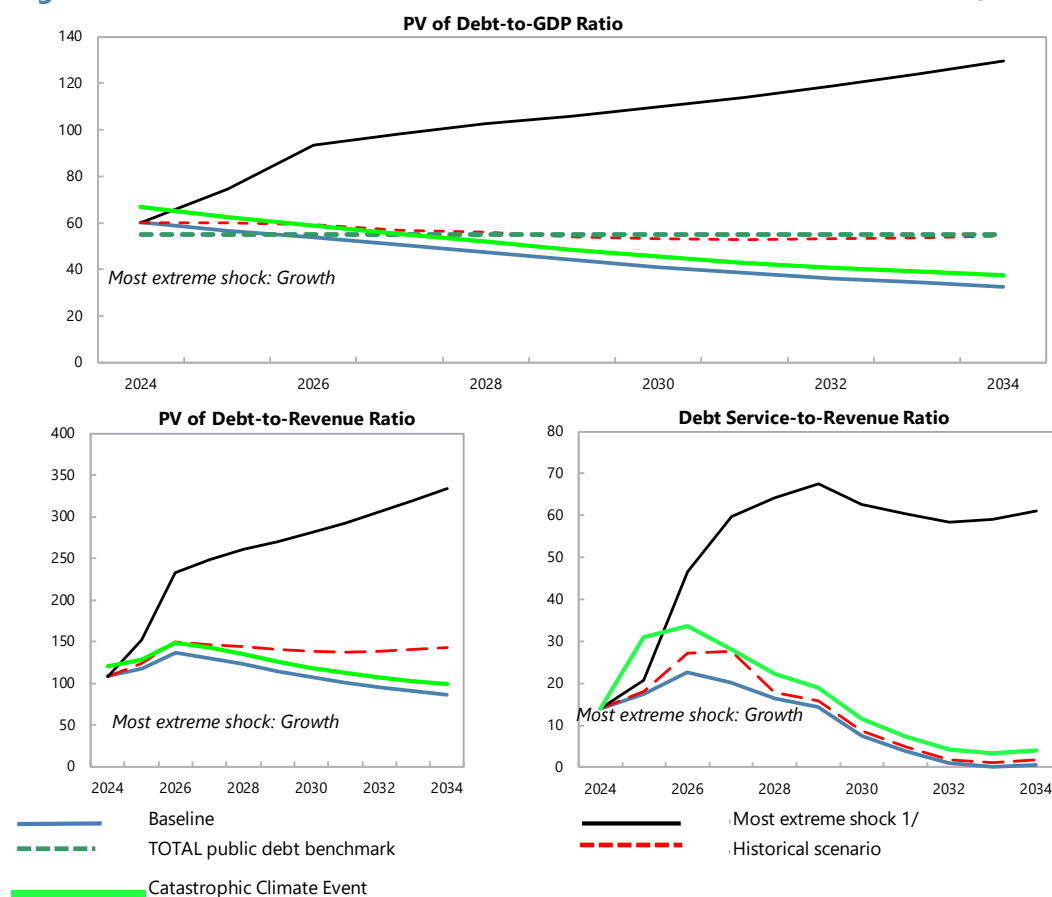 PV of Debt-to-GDP Ratio
140
120
100
80
60
40
20
0
Most extreme shock: Growth
2024 2026 2028 2030 2032 2034
PV of Debt-to-Revenue Ratio
400
350
300
250
200
150
100
50
0
Most extreme shock: Growth
2024 2026 2028 2030 2032 2034
Debt Service-to-Revenue Ratio
80
70
60
50
40
30
20
10
0
Most extreme shock: Growth
2024 2026 2028 2030 2032 2034
Baseline
TOTAL public debt benchmark
Catastrophic Climate Event
Most extreme shock 1/
Historical scenario